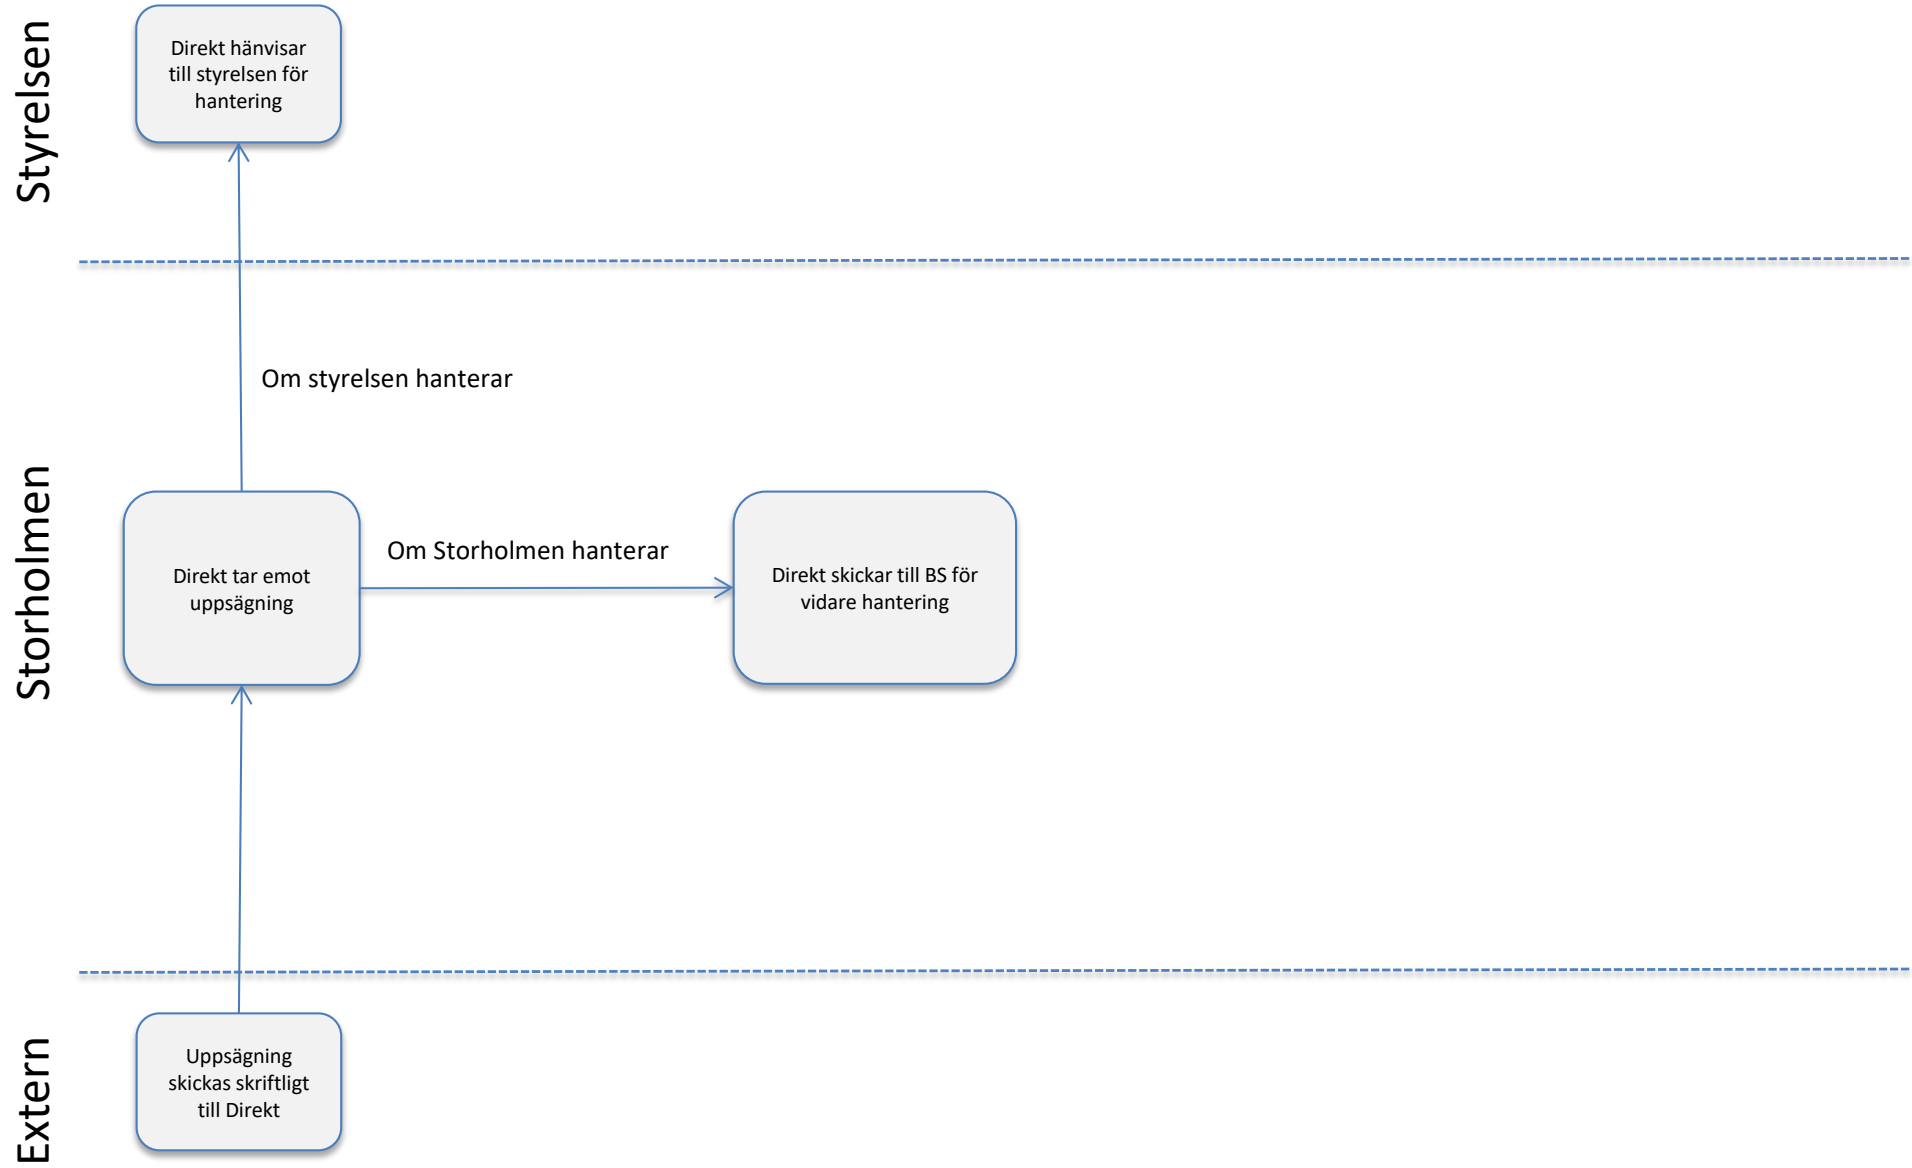 Styrelsen
Direkt hänvisar
till styrelsen för
hantering
Om styrelsen hanterar
Storholmen
Direkt tar emot
uppsägning
Om Storholmen hanterar
Direkt skickar till BS för
vidare hantering
Extern
Uppsägning
skickas skriftligt
till Direkt